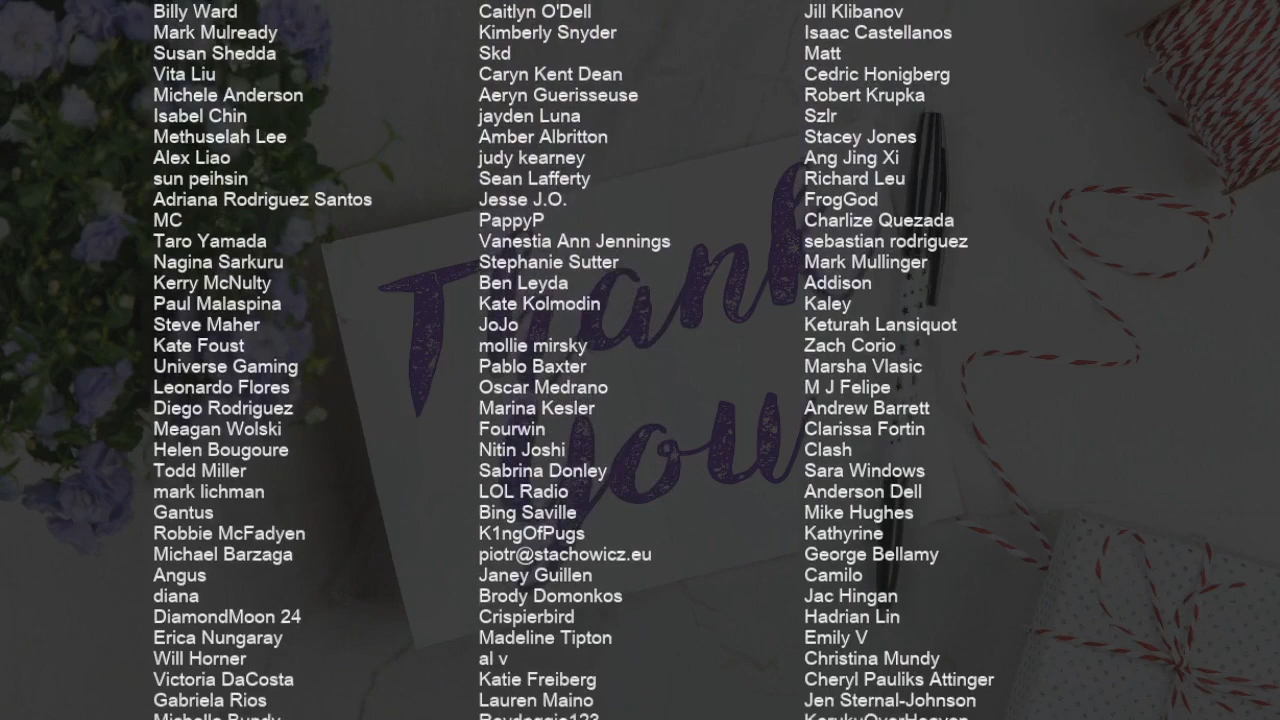 Billy Ward
Mark Mulready
Susan Shedda
Vita Liu
Michele Anderson
Isabel Chin
Methuselah Lee
Alex Liao
sun peihsin
Adriana Rodriguez Santos
MC
Taro Yamada
Nagina Sarkuru
Kerry McNulty
Paul Malaspina
Steve Maher
Kate Foust
Universe Gaming
Leonardo Flores
Diego Rodriguez
Meagan Wolski
Helen Bougoure
Todd Miller
mark lichman
Gantus
Robbie McFadyen
Michael Barzaga
Angus
diana
DiamondMoon 24
Erica Nungaray
Will Horner
Victoria DaCosta
Gabriela Rios
Caitlyn O'Dell
Kimberly Snyder
Skd
Caryn Kent Dean
Aeryn Guerisseuse
jayden Luna
Amber Albritton
judy kearney
Sean Lafferty
Jesse J.O.
PappyP
Vanestia Ann Jennings
Stephanie Sutter
Ben Leyda
Kate Kolmodin
JoJo
mollie mirsky
Pablo Baxter
Oscar Medrano
Marina Kesler
Fourwin
Nitin Joshi
Sabrina Donley
LOL Radio
Bing Saville
K1ngOfPugs
piotr@stachowicz.eu
Janey Guillen
Brody Domonkos
Crispierbird
Madeline Tipton
al v
Katie Freiberg
Lauren Maino
Jill Klibanov
Isaac Castellanos
Matt
Cedric Honigberg
Robert Krupka
Szlr
Stacey Jones
Ang Jing Xi
Richard Leu
FrogGod
Charlize Quezada
sebastian rodriguez
Mark Mullinger
Addison
Kaley
Keturah Lansiquot
Zach Corio
Marsha Vlasic
M J Felipe
Andrew Barrett
Clarissa Fortin
Clash
Sara Windows
Anderson Dell
Mike Hughes
Kathyrine
George Bellamy
Camilo
Jac Hingan
Hadrian Lin
Emily V
Christina Mundy
Cheryl Pauliks Attinger
Jen Sternal-Johnson
Thank
you